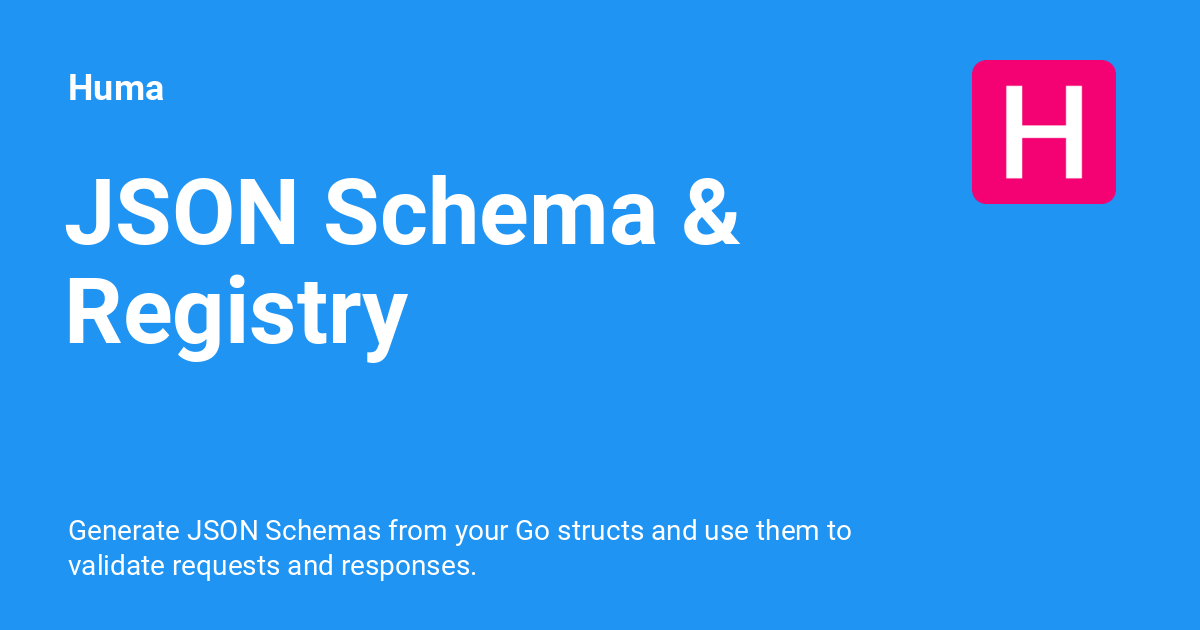 Huma
H
JSON Schema &
Registry
Generate JSON Schemas from your Go structs and use them to
validate requests and responses.